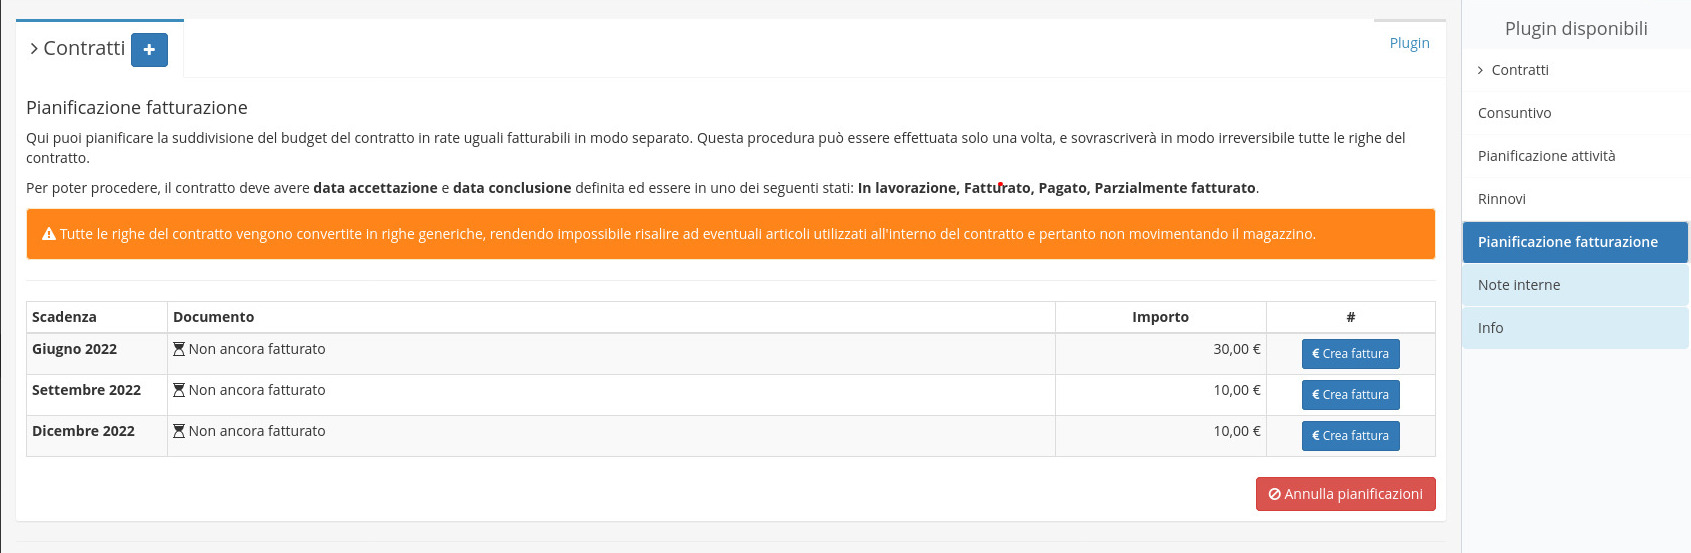 Contratti +
Plugin
Pianificazione fatturazione
Qui puoi pianificare la suddivisione del budget del contratto in rate uguali fatturabili in modo separato. Questa procedura può essere effettuata solo una volta, e sovrascriverà in modo irreversibile tutte le righe del
contratto.
Per poter procedere, il contratto deve avere data accettazione e data conclusione definita ed essere in uno dei seguenti stati: In lavorazione, Fatturato, Pagato, Parzialmente fatturato.
Tutte le righe del contratto vengono convertite in righe generiche, rendendo impossibile risalire ad eventuali articoli utilizzati all'interno del contratto e pertanto non movimentando il magazzino.
Scadenza Documento Importo #
Giugno 2022 Non ancora fatturato 30,00 € € Crea fattura
Settembre 2022 Non ancora fatturato 10,00 € € Crea fattura
Dicembre 2022 Non ancora fatturato 10,00 € € Crea fattura
Annulla pianificazioni
Plugin disponibili
Contratti
Consuntivo
Pianificazione attività
Rinnovi
Pianificazione fatturazione
Note interne
Info